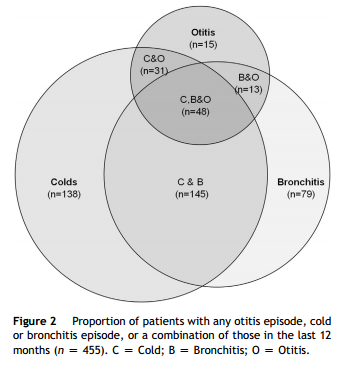 Otitis
(n=15)
C&O
(n=31)
B&O
(n=13)
C,B&O
(n=48)
Colds
(n=138)
C & B
(n=145)
Bronchitis
(n=79)
Figure 2 Proportion of patients with any otitis episode, cold
or bronchitis episode, or a combination of those in the last 12
months (n = 455). C = Cold; B = Bronchitis; O = Otitis.